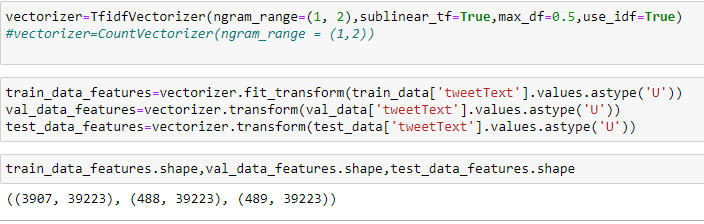 vectorizer=TfidfVectorizer(ngram_range=(1, 2),sublinear_tf=True,max_df=0.5,use_idf=True)
#vectorizer=CountVectorizer(ngram_range = (1,2))
train_data_features=vectorizer.fit_transform(train_data['tweetText'].values.astype('U'))
val_data_features=vectorizer.transform(val_data['tweetText'].values.astype('U'))
test_data_features=vectorizer.transform(test_data['tweetText'].values.astype('U'))
train_data_features.shape,val_data_features.shape,test_data_features.shape
((3907, 39223), (488, 39223), (489, 39223))